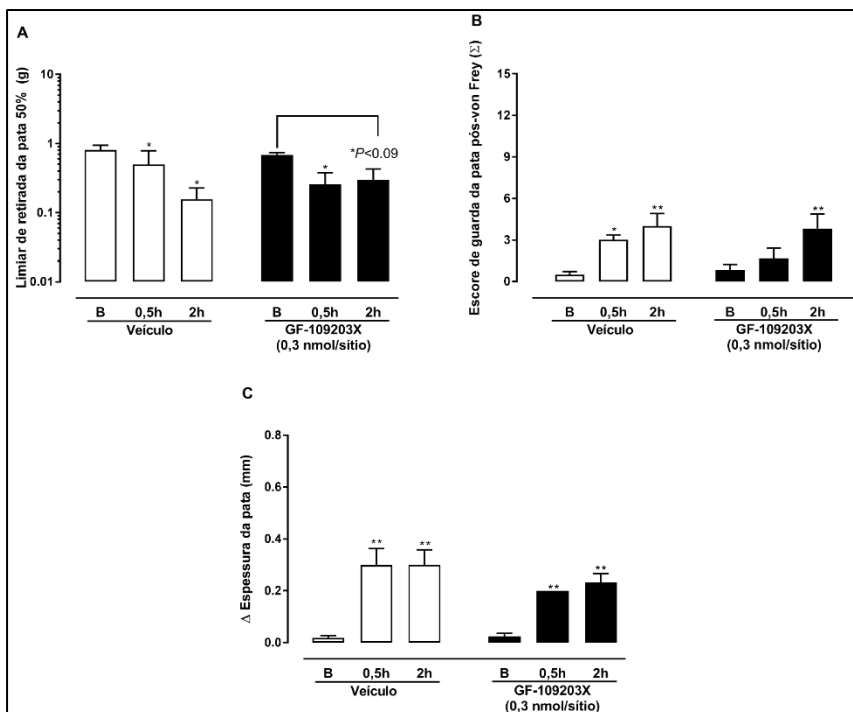 A
Limiar de retirada da pata 50% (g)
10
1
0.1
0.01
*
*
*
*P<0.09
B 0,5h 2h B 0,5h 2h
Veículo GF-109203X
(0,3 nmol/sítio)
B
Escore de guarda da pata pós-von Frey (Σ)
15
12
9
6
3
0
*
**
**
B 0,5h 2h B 0,5h 2h
Veículo GF-109203X
(0,3 nmol/sítio)
C
Δ Espessura da pata (mm)
0.8
0.6
0.4
0.2
0.0
** **
** **
B 0,5h 2h B 0,5h 2h
Veículo GF-109203X
(0,3 nmol/sítio)